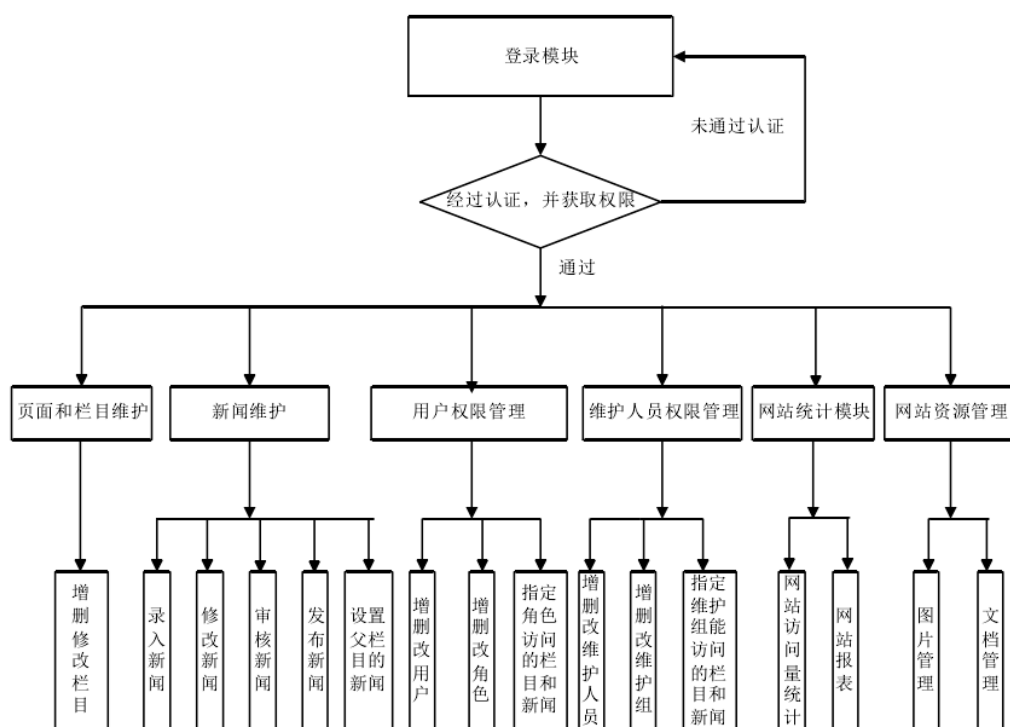 登录模块
未通过认证
经过认证，并获取权限
通过
页面和栏目维护
新闻维护
用户权限管理
维护人员权限管理
网站统计模块
网站资源管理
增删修改栏目
录入新闻
修改新闻
审核新闻
发布新闻
设置父栏目的新闻
增删改用户
增删改角色
指定角色访问的栏目和新闻
增删改维护人员
增删改维护组
指定维护组能访问的栏目和新闻
网站访问量统计
网站报表
图片管理
文档管理